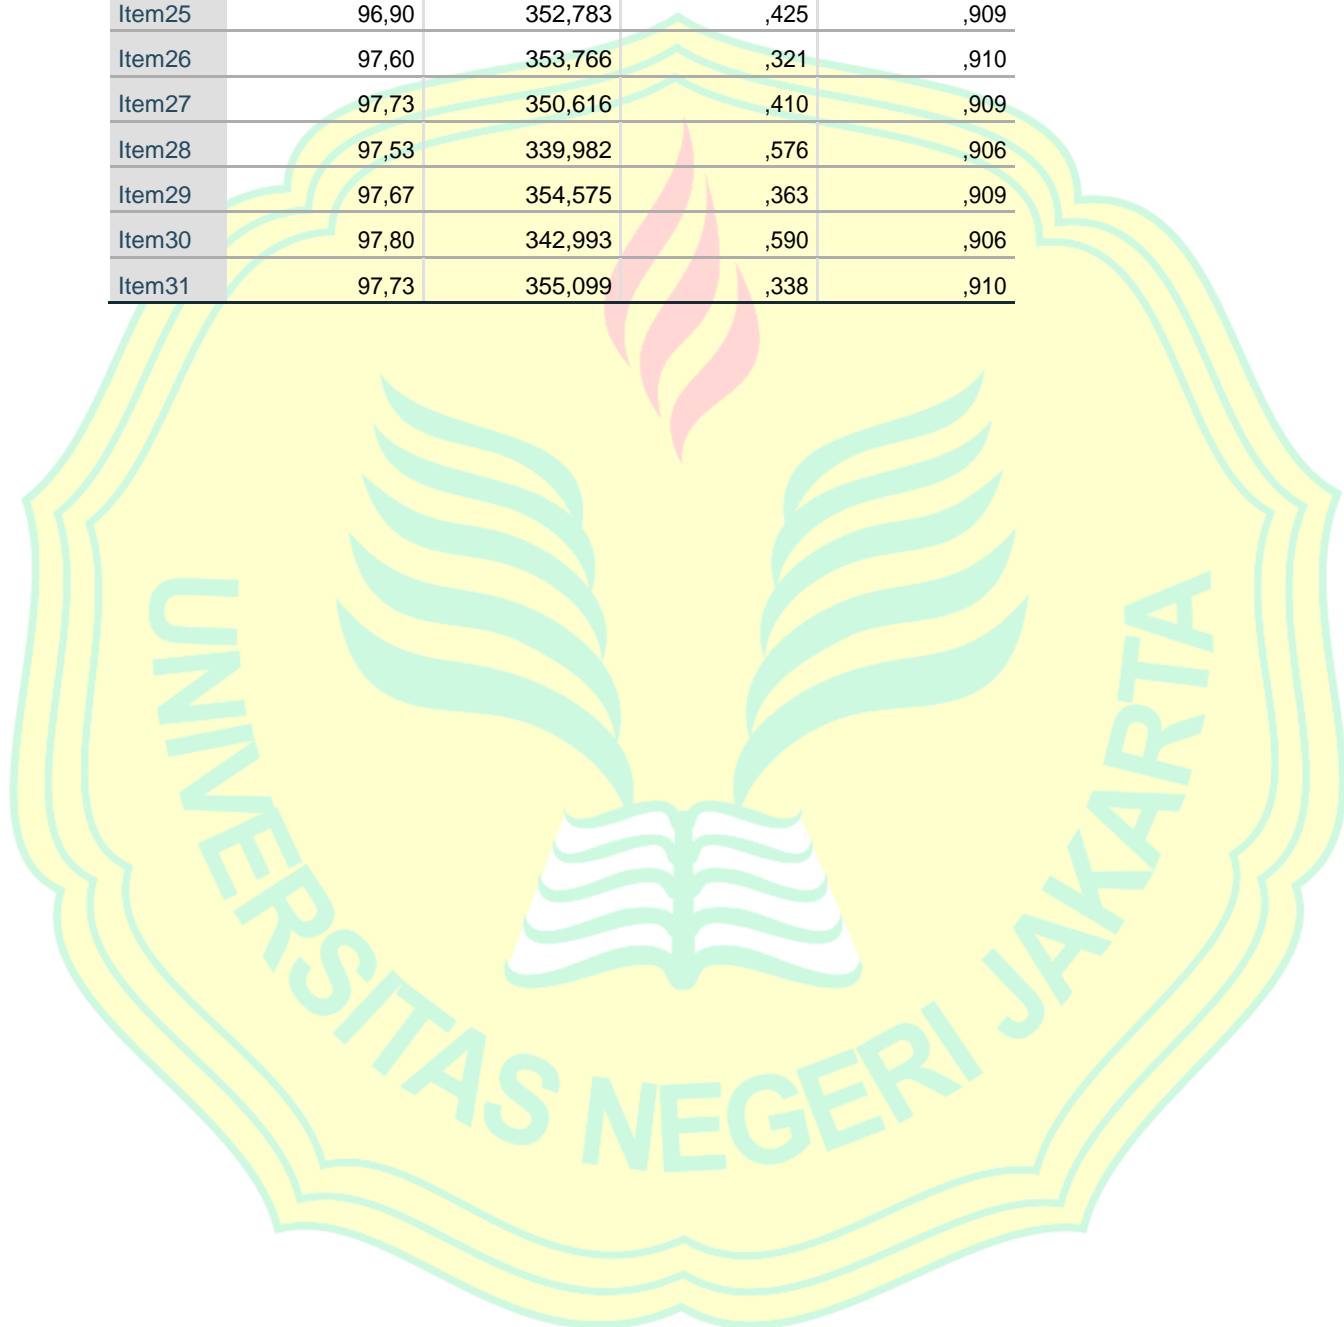 Item25 96,90 352,783 ,425 ,909
Item26 97,60 353,766 ,321 ,910
Item27 97,73 350,616 ,410 ,909
Item28 97,53 339,982 ,576 ,906
Item29 97,67 354,575 ,363 ,909
Item30 97,80 342,993 ,590 ,906
Item31 97,73 355,099 ,338 ,910
UNIVERSITAS NEGERI JAKARTA